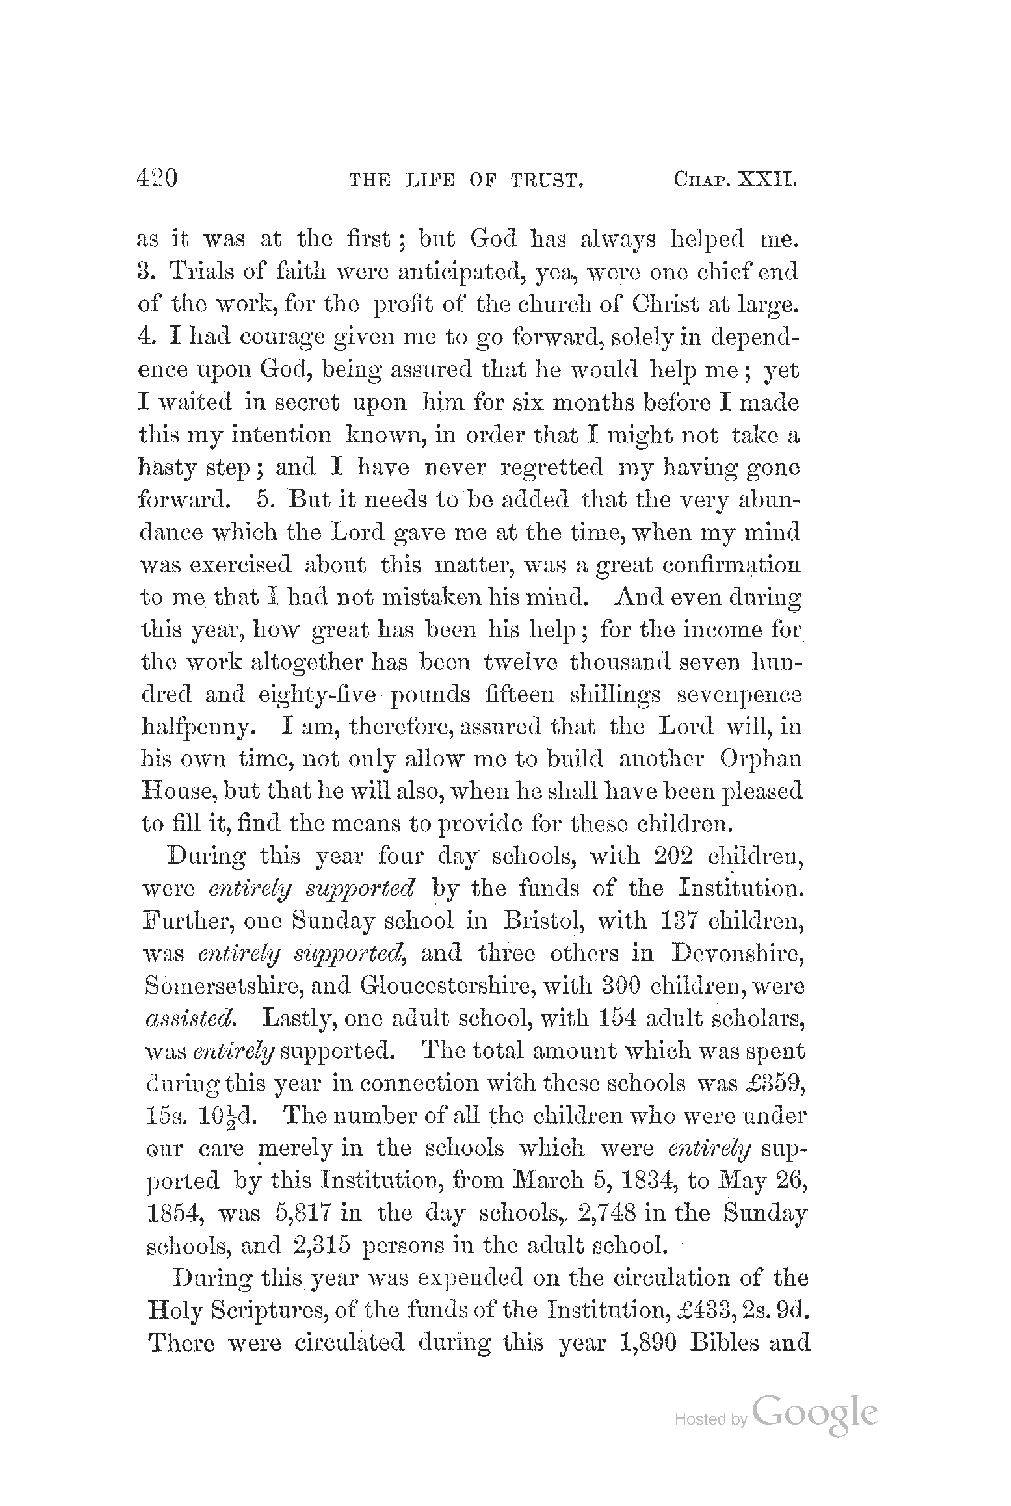 420 THE LIFE OF TRUST. CHAP. XXII.
as it was at the first; but God has always helped me.
3. Trials of faith were anticipated, yea, were one chief end
of the work, for the profit of the church of Christ at large.
4. I had courage given me to go forward, solely in depend-
ence upon God, being assured that he would help me; yet
I waited in secret upon him for six months before I made
this my intention known, in order that I might not take a
hasty step; and I have never regretted my having gone
forward. 5. But it needs to be added that the very abun-
dance which the Lord gave me at the time, when my mind
was exercised about this matter, was a great confirmation
to me that I had not mistaken his mind. And even during
this year, how great has been his help; for the income for
the work altogether has been twelve thousand seven hun-
dred and eighty-five pounds fifteen shillings sevenpence
halfpenny. I am, therefore, assured that the Lord will, in
his own time, not only allow me to build another Orphan
House, but that he will also, when he shall have been pleased
to fill it, find the means to provide for these children.
During this year four day schools, with 202 children,
were entirely supported by the funds of the Institution.
Further, one Sunday school in Bristol, with 137 children,
was entirely supported, and three others in Devonshire,
Somersetshire, and Gloucestershire, with 300 children, were
assisted. Lastly, one adult school, with 154 adult scholars,
was entirely supported. The total amount which was spent
during this year in connection with these schools was £359,
15s. 10½d. The number of all the children who were under
our care merely in the schools which were entirely sup-
ported by this Institution, from March 5, 1834, to May 26,
1854, was 5,817 in the day schools, 2,748 in the Sunday
schools, and 2,315 persons in the adult school.
During this year was expended on the circulation of the
Holy Scriptures, of the funds of the Institution, £433, 2s. 9d.
There were circulated during this year 1,890 Bibles and
Hosted by Google